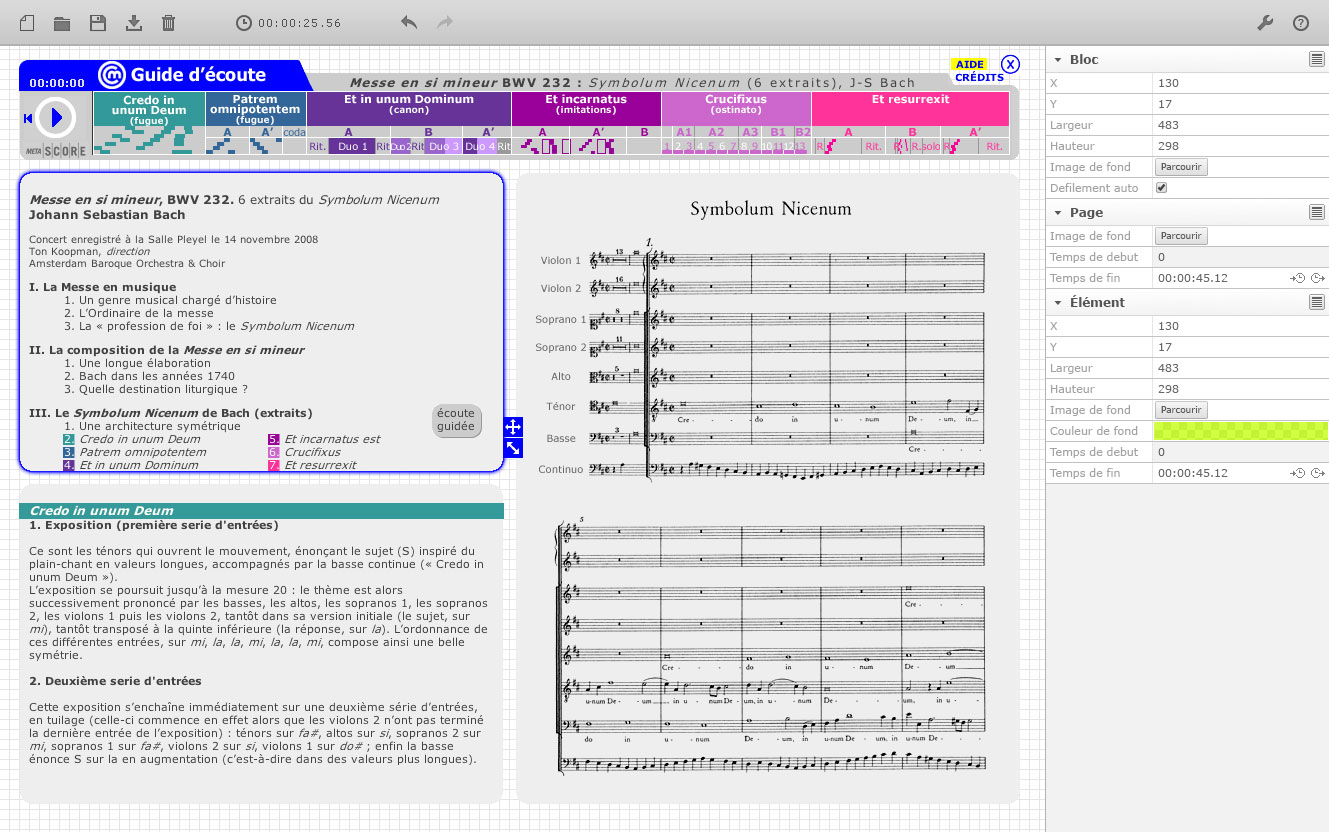 00:00:25.56
00:00:00
Guide d’écoute
Messe en si mineur BWV 232 : Symbolum Nicenum (6 extraits), J-S Bach
AIDE
CRÉDITS
X
META SCORE
Credo in
unum Deum
(fugue)
Patrem
omnipotentem
(fugue)
Et in unum Dominum
(canon)
Et incarnatus
(imitations)
Crucifixus
(ostinato)
Et resurrexit
A A’ coda A B A’ A A’ B A1 A2 A3 B1 B2 A B A’
Rit. Duo 1 Rit Duo2 Rit Duo 3 Duo 4 Rit
1 2 3 4 5 6 7 8 9 10 11 12 13
R Rit. R R.solo R Rit.
Messe en si mineur, BWV 232. 6 extraits du Symbolum Nicenum
Johann Sebastian Bach
Concert enregistré à la Salle Pleyel le 14 novembre 2008
Ton Koopman, direction
Amsterdam Baroque Orchestra & Choir
I. La Messe en musique
1. Un genre musical chargé d’histoire
2. L’Ordinaire de la messe
3. La « profession de foi » : le Symbolum Nicenum
II. La composition de la Messe en si mineur
1. Une longue élaboration
2. Bach dans les années 1740
3. Quelle destination liturgique ?
III. Le Symbolum Nicenum de Bach (extraits)
1. Une architecture symétrique
2. Credo in unum Deum
3. Patrem omnipotentem
4. Et in unum Dominum
5. Et incarnatus est
6. Crucifixus
7. Et resurrexit
écoute
guidée
Credo in unum Deum
1. Exposition (première serie d'entrées)
Ce sont les ténors qui ouvrent le mouvement, énonçant le sujet (S) inspiré du
plain-chant en valeurs longues, accompagnés par la basse continue (« Credo in
unum Deum »).
L’exposition se poursuit jusqu’à la mesure 20 : le thème est alors
successivement prononcé par les basses, les altos, les sopranos 1, les sopranos
2, les violons 1 puis les violons 2, tantôt dans sa version initiale (le sujet, sur
mi), tantôt transposé à la quinte inférieure (la réponse, sur la). L’ordonnance de
ces différentes entrées, sur mi, la, la, mi, la, la, mi, compose ainsi une belle
symétrie.
2. Deuxième serie d'entrées
Cette exposition s’enchaîne immédiatement sur une deuxième série d’entrées,
en tuilage (celle-ci commence en effet alors que les violons 2 n’ont pas terminé
la dernière entrée de l’exposition) : ténors sur fa#, altos sur si, sopranos 2 sur
mi, sopranos 1 sur fa#, violons 2 sur si, violons 1 sur do# ; enfin la basse
énonce S sur la en augmentation (c’est-à-dire dans des valeurs plus longues).
Symbolum Nicenum
1.
Violon 1 13
Violon 2 16
Soprano 1 8
Soprano 2 11
Alto 5
Ténor
Cre - do in u - num De - um, in
Basse 3
Cre -
Continuo
5
Cre -
Cre - do in u - num De - um
u-num De - um in u - num De - um, in u - num De - um
do in u - num De - um, in u-num De - um, in u-num De -
Bloc
X 130
Y 17
Largeur 483
Hauteur 298
Image de fond Parcourir
Defilement auto
Page
Image de fond Parcourir
Temps de debut 0
Temps de fin 00:00:45.12
Élément
X 130
Y 17
Largeur 483
Hauteur 298
Image de fond Parcourir
Couleur de fond
Temps de debut 0
Temps de fin 00:00:45.12